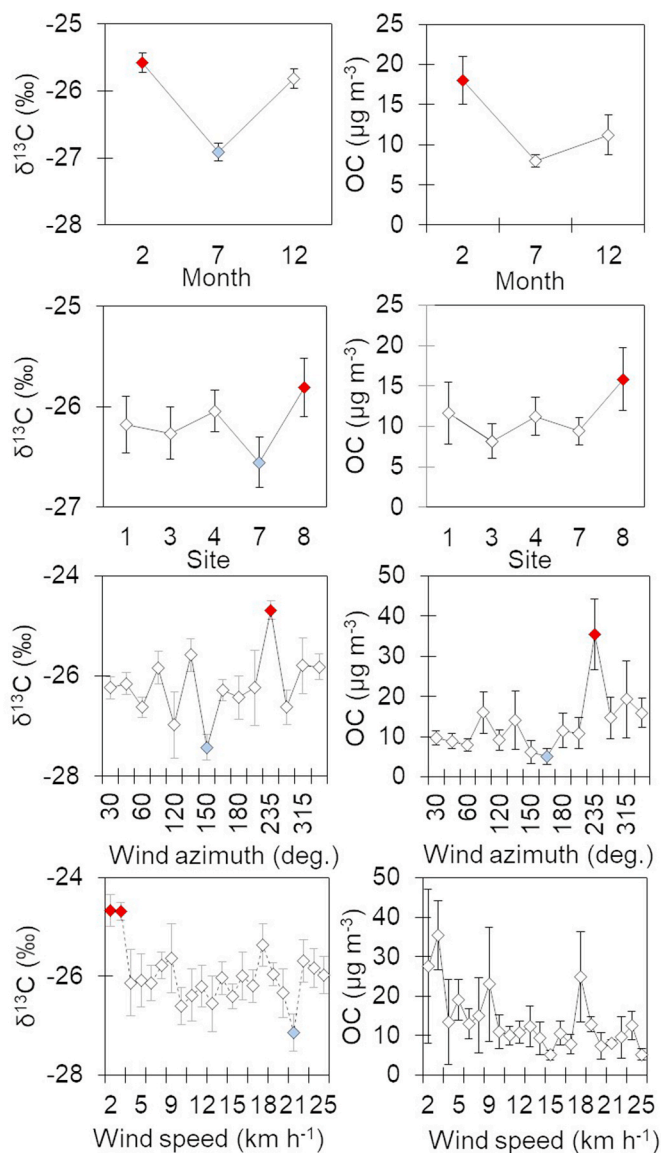 -25
-26
-27
-28
δ¹³C (‰)
2 7 12
Month
25
20
15
10
5
0
OC (µg m⁻³)
2 7 12
Month
-25
-26
-27
δ¹³C (‰)
1 3 4 7 8
Site
25
20
15
10
5
0
OC (µg m⁻³)
1 3 4 7 8
Site
-24
-26
-28
δ¹³C (‰)
30 60 120 150 180 235 315
Wind azimuth (deg.)
50
40
30
20
10
0
OC (µg m⁻³)
30 60 120 150 180 235 315
Wind azimuth (deg.)
-24
-26
-28
δ¹³C (‰)
2 5 9 12 15 18 21 25
Wind speed (km h⁻¹)
50
40
30
20
10
0
OC (µg m⁻³)
2 5 9 12 15 18 21 25
Wind speed (km h⁻¹)